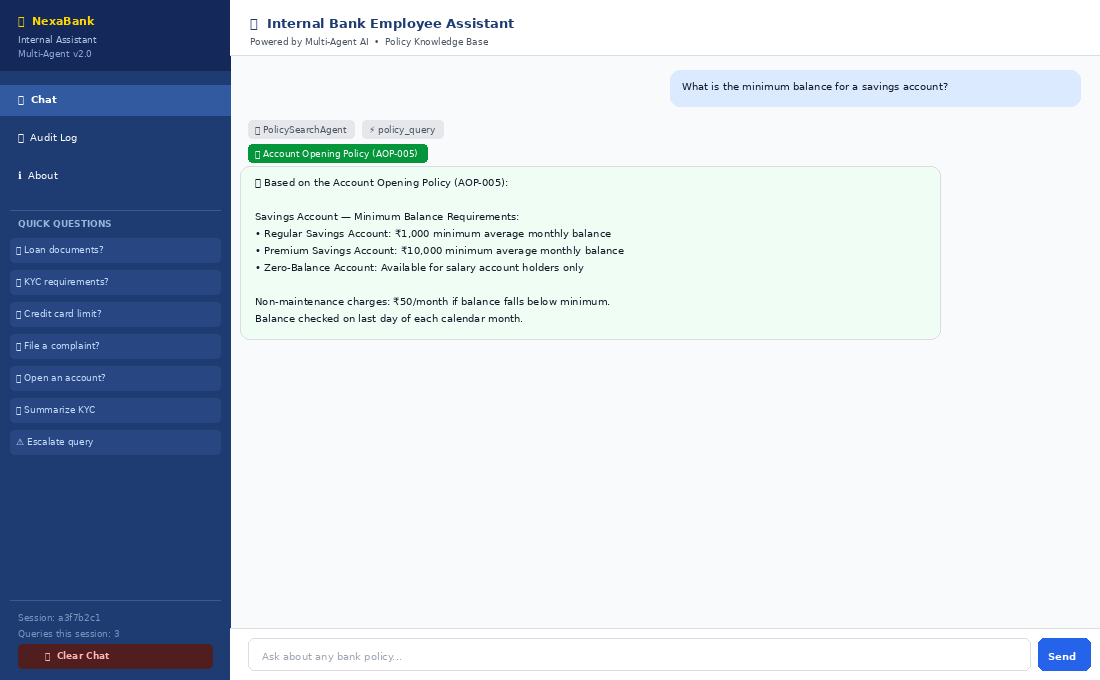 NexaBank
Internal Assistant
Multi-Agent v2.0
Chat
Audit Log
ℹ About
QUICK QUESTIONS
Loan documents?
KYC requirements?
Credit card limit?
File a complaint?
Open an account?
Summarize KYC
⚠ Escalate query
Session: a3f7b2c1
Queries this session: 3
Clear Chat
Internal Bank Employee Assistant
Powered by Multi-Agent AI • Policy Knowledge Base
What is the minimum balance for a savings account?
PolicySearchAgent ⚡ policy_query
Account Opening Policy (AOP-005)
Based on the Account Opening Policy (AOP-005):
Savings Account — Minimum Balance Requirements:
• Regular Savings Account: ₹1,000 minimum average monthly balance
• Premium Savings Account: ₹10,000 minimum average monthly balance
• Zero-Balance Account: Available for salary account holders only
Non-maintenance charges: ₹50/month if balance falls below minimum.
Balance checked on last day of each calendar month.
Ask about any bank policy...
Send